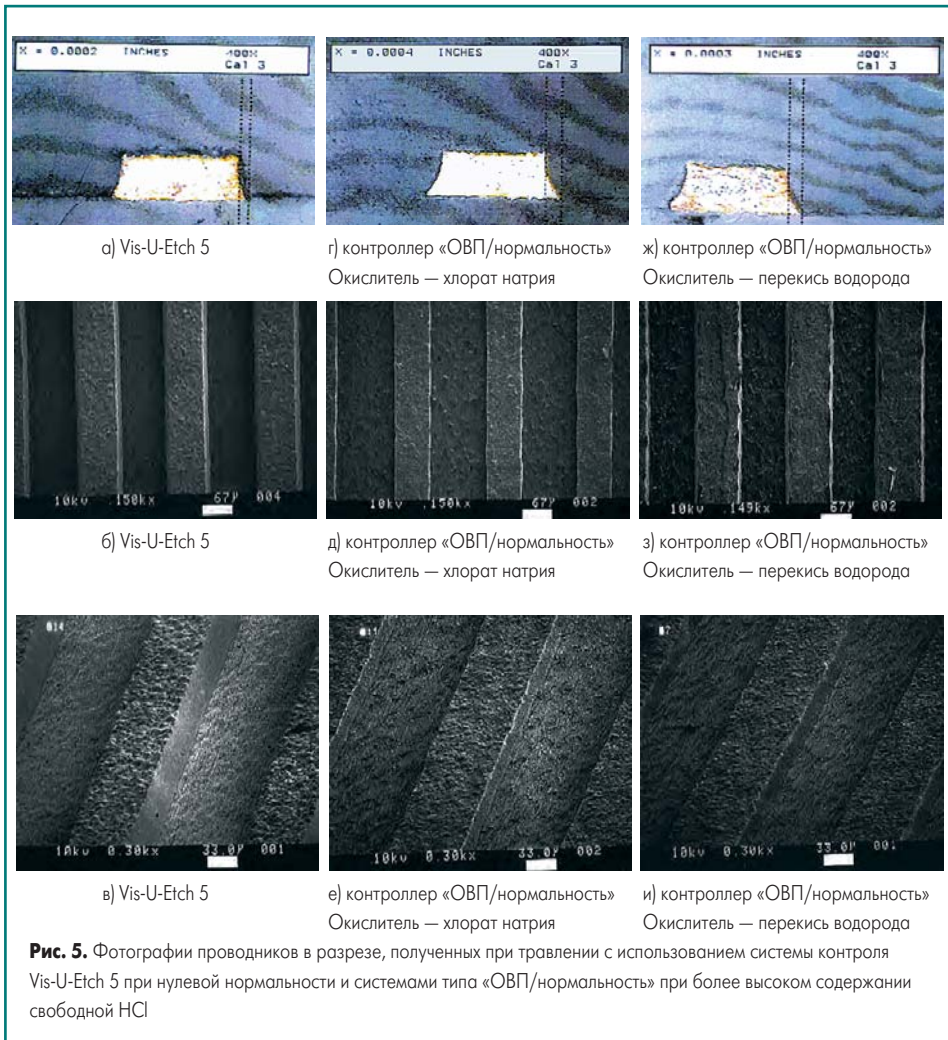 X = 0.0002 INCHES 400X
Cal 3
X = 0.0004 INCHES 400X
Cal 3
X = 0.0003 INCHES 400X
Cal 3
а) Vis-U-Etch 5
г) контроллер «ОВП/нормальность»
Окислитель — хлорат натрия
ж) контроллер «ОВП/нормальность»
Окислитель — перекись водорода
10kv .150kx 67μ 004
10kv .150kx 67μ 002
10kv .149kx 67μ 002
б) Vis-U-Etch 5
д) контроллер «ОВП/нормальность»
Окислитель — хлорат натрия
з) контроллер «ОВП/нормальность»
Окислитель — перекись водорода
10kv 0.30kx 33.0μ 001
10kv 0.30kx 33.0μ 002
10kv 0.30kx 33.0μ 001
в) Vis-U-Etch 5
е) контроллер «ОВП/нормальность»
Окислитель — хлорат натрия
и) контроллер «ОВП/нормальность»
Окислитель — перекись водорода
Рис. 5. Фотографии проводников в разрезе, полученных при травлении с использованием системы контроля
Vis-U-Etch 5 при нулевой нормальности и системами типа «ОВП/нормальность» при более высоком содержании
свободной HCl